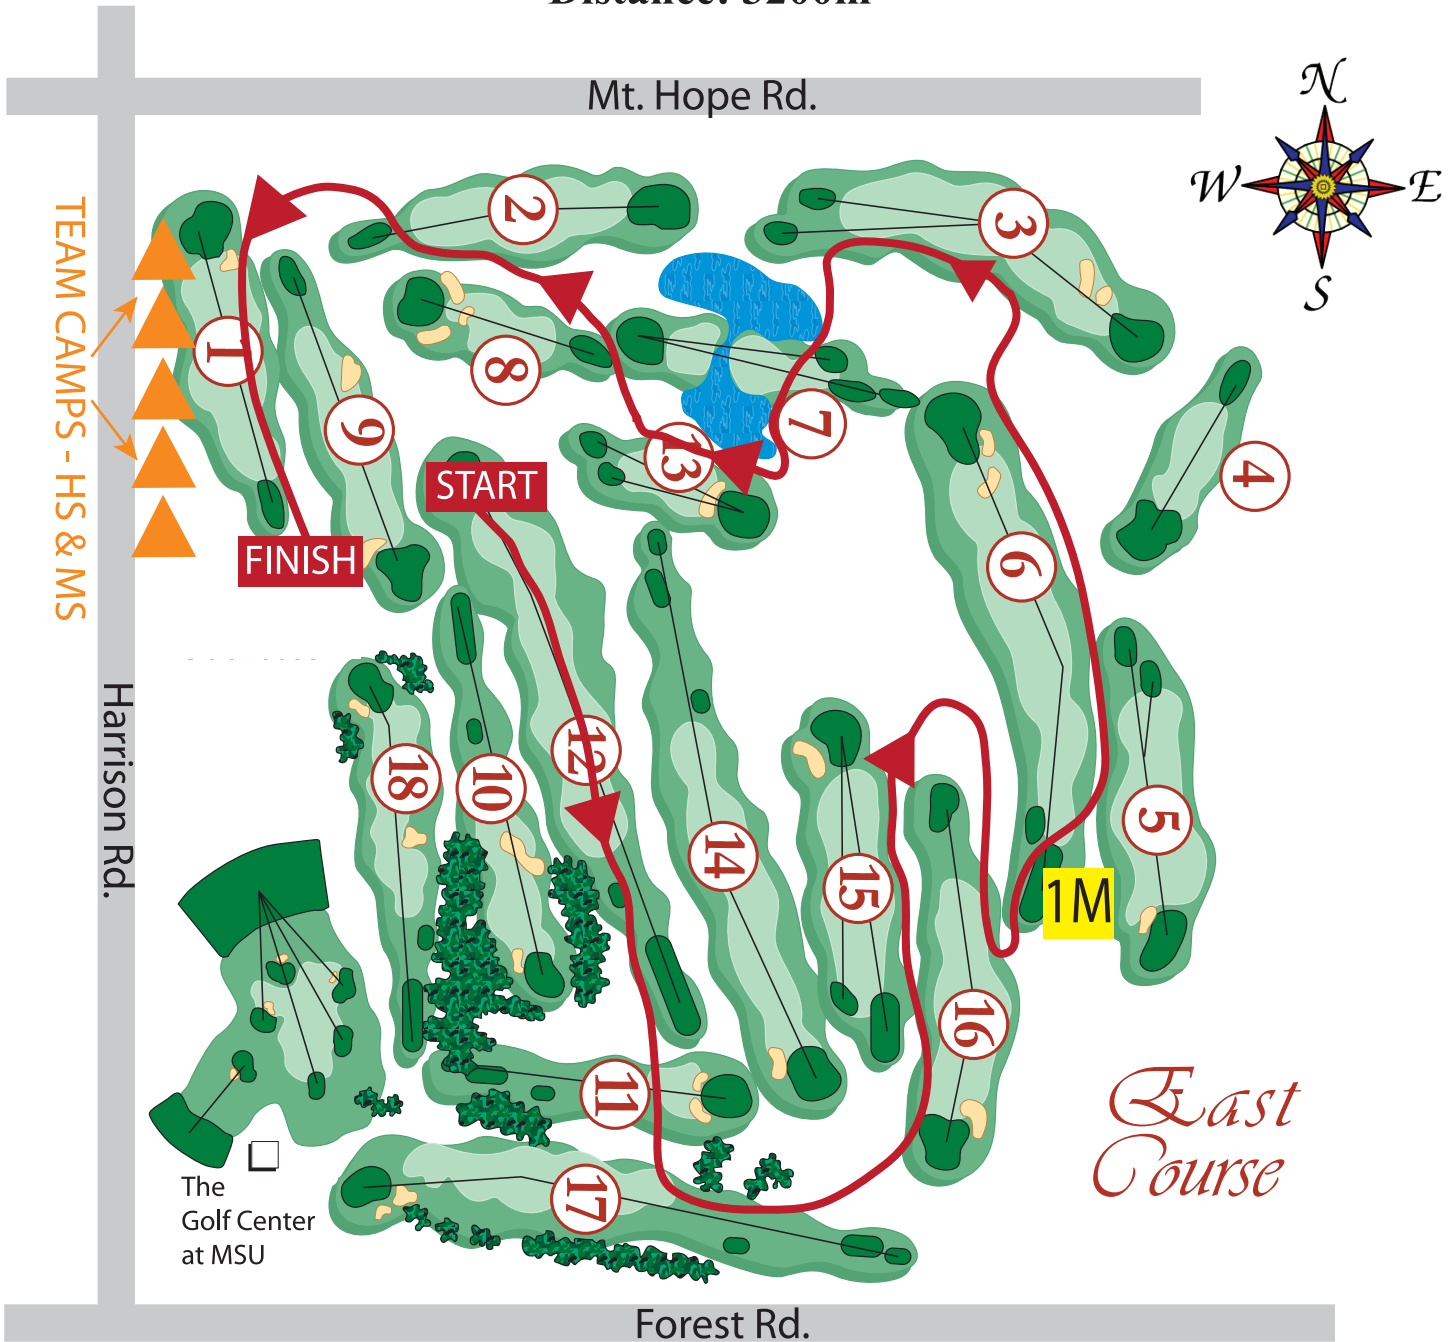 Mt. Hope Rd.
N
W
E
S
TEAM CAMPS - HS & MS
2
3
1
8
7
9
13
4
START
FINISH
6
Harrison Rd.
12
18
10
5
14
15
1M
16
11
East
Course
17
The
Golf Center
at MSU
Forest Rd.